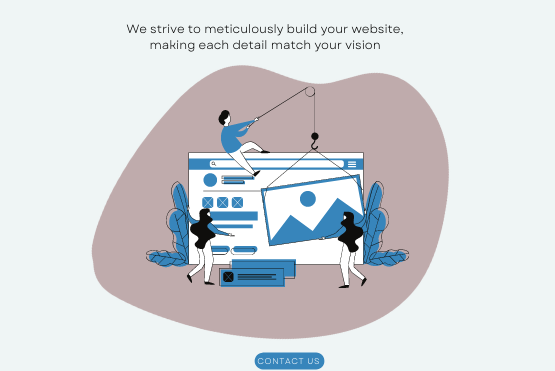 We strive to meticulously build your website,
making each detail match your vision
CONTACT US